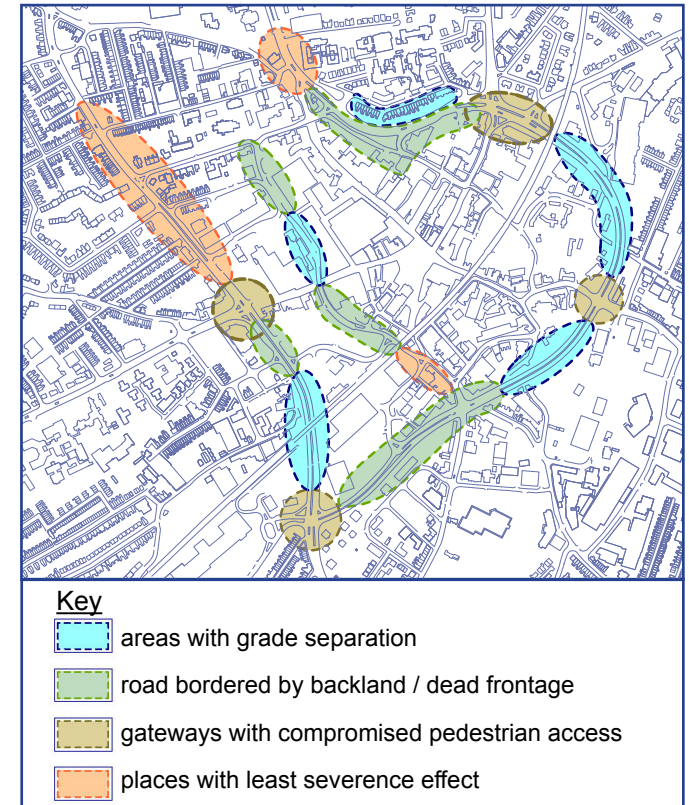 Key
areas with grade separation
road bordered by backland / dead frontage
gateways with compromised pedestrian access
places with least severence effect